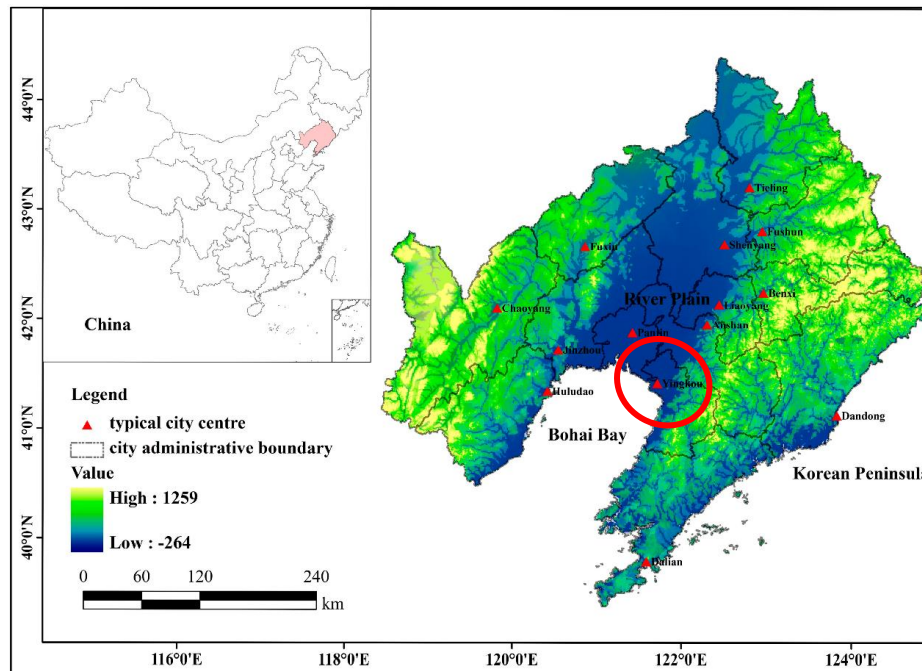 44°0'N
43°0'N
42°0'N
41°0'N
40°0'N
China
Legend
typical city centre
city administrative boundary
Value
High : 1259
Low : -264
0 60 120 240
km
Tieling
Fushun
Shenyang
Fuxin
Benxi
River Plain
Liaoyang
Chaoyang
Anshan
Panjin
Jinzhou
Yingkou
Huludao
Dandong
Bohai Bay
Korean Peninsula
Dalian
116°0'E
118°0'E
120°0'E
122°0'E
124°0'E